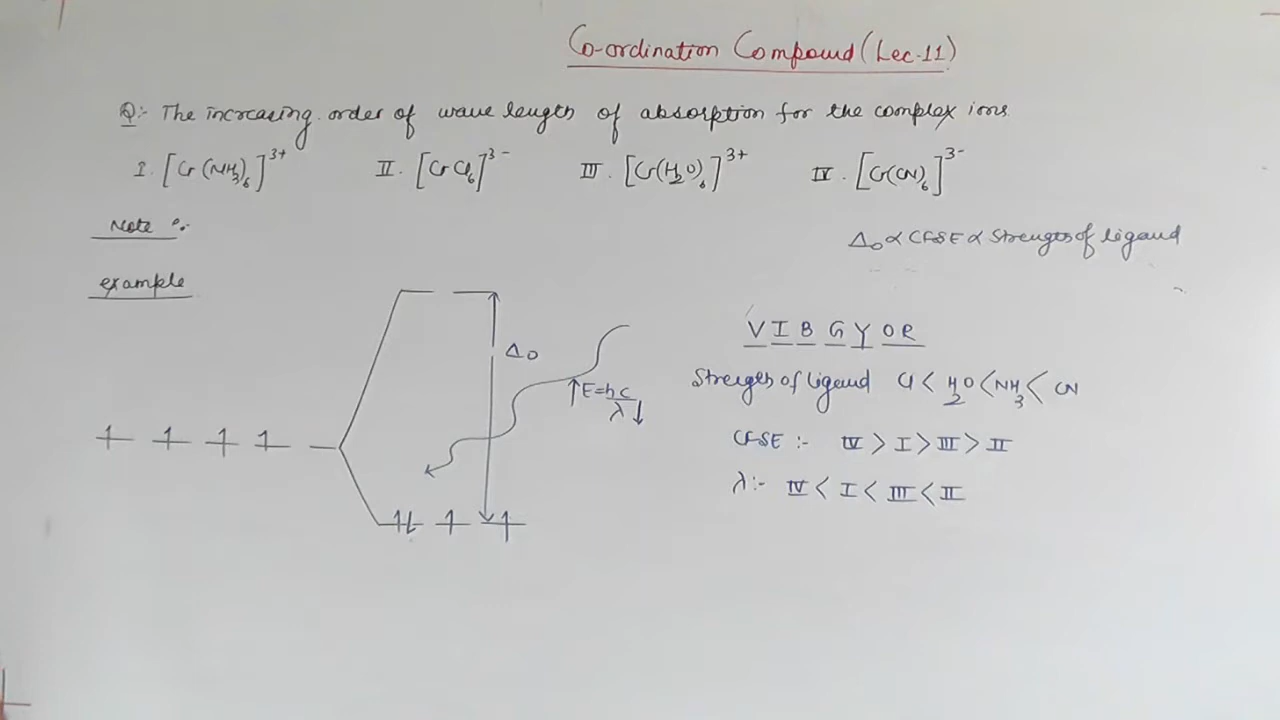 Co-ordination Compound (Lec-11)
Q:- The increasing order of wave length of absorption for the complex ions
I. [Cr(NH3)6]3+ II. [CrCl6]3- III. [Cr(H2O)6]3+ IV. [Cr(CN)6]3-
Note :-
Δo ∝ CFSE ∝ Strength of ligand
example
V I B G Y O R
Δo
↑E=hc/λ↓
Strength of ligand Cl < H2O < NH3 < CN
CFSE :- IV > I > III > II
λ:- IV < I < III < II